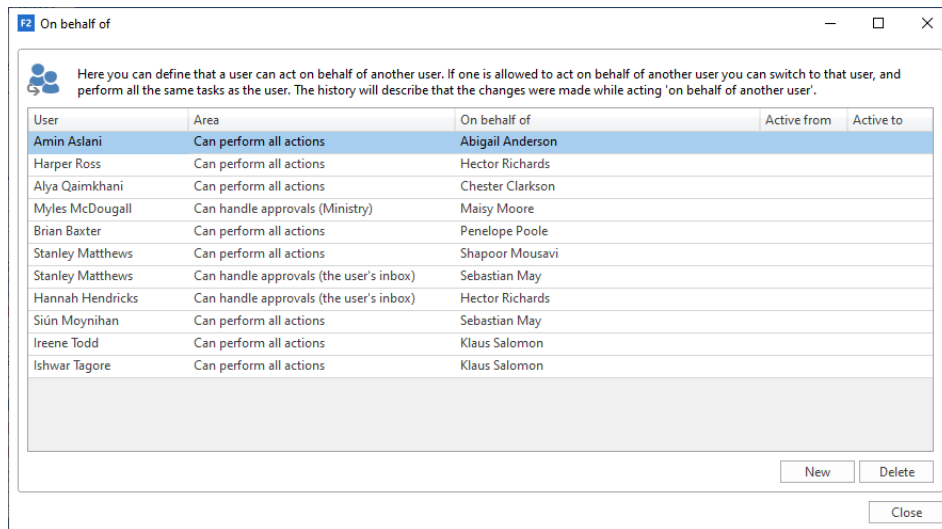 F2 On behalf of
Here you can define that a user can act on behalf of another user. If one is allowed to act on behalf of another user you can switch to that user, and
perform all the same tasks as the user. The history will describe that the changes were made while acting 'on behalf of another user'.
User Area On behalf of Active from Active to
Amin Aslani Can perform all actions Abigail Anderson
Harper Ross Can perform all actions Hector Richards
Alya Qaimkhani Can perform all actions Chester Clarkson
Myles McDougall Can handle approvals (Ministry) Maisy Moore
Brian Baxter Can perform all actions Penelope Poole
Stanley Matthews Can perform all actions Shapoor Mousavi
Stanley Matthews Can handle approvals (the user's inbox) Sebastian May
Hannah Hendricks Can handle approvals (the user's inbox) Hector Richards
Siún Moynihan Can perform all actions Sebastian May
Ireene Todd Can perform all actions Klaus Salomon
Ishwar Tagore Can perform all actions Klaus Salomon
New Delete
Close